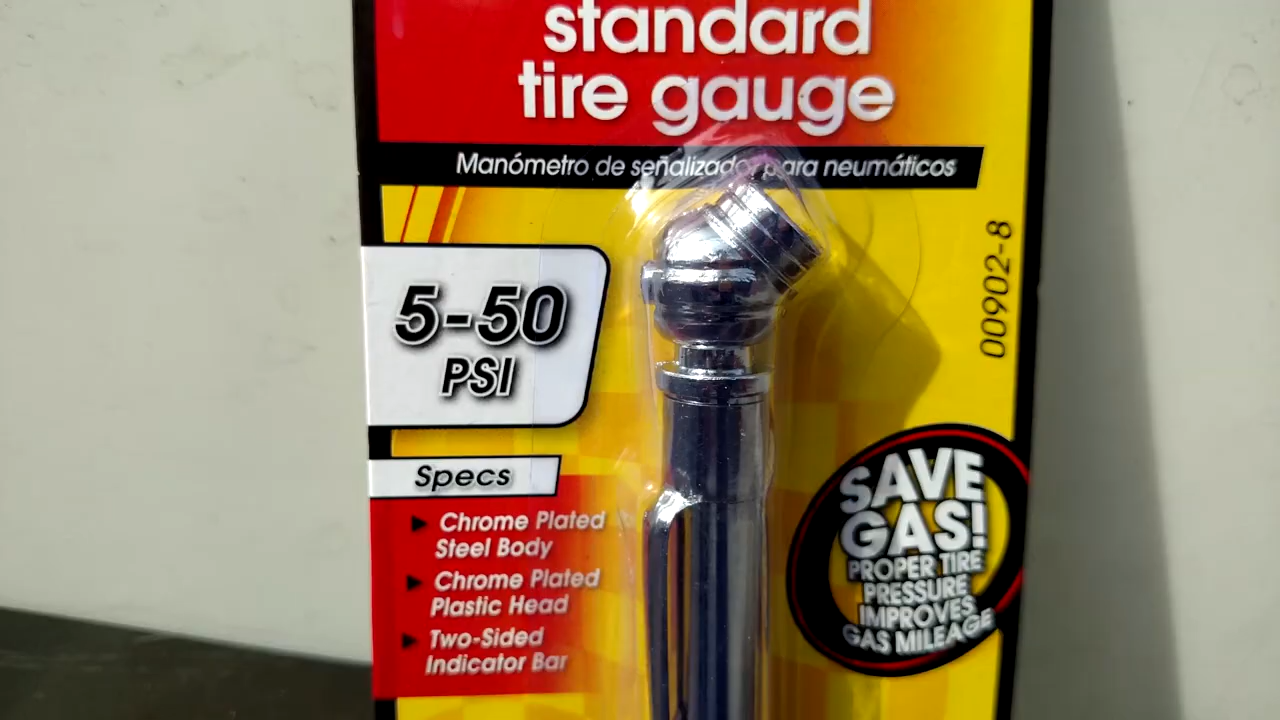 standard
tire gauge
Manómetro de señalizador para neumáticos
00902-8
5-50
PSI
Specs
Chrome Plated
Steel Body
Chrome Plated
Plastic Head
Two-Sided
Indicator Bar
SAVE
GAS!
PROPER TIRE
PRESSURE
IMPROVES
GAS MILEAGE